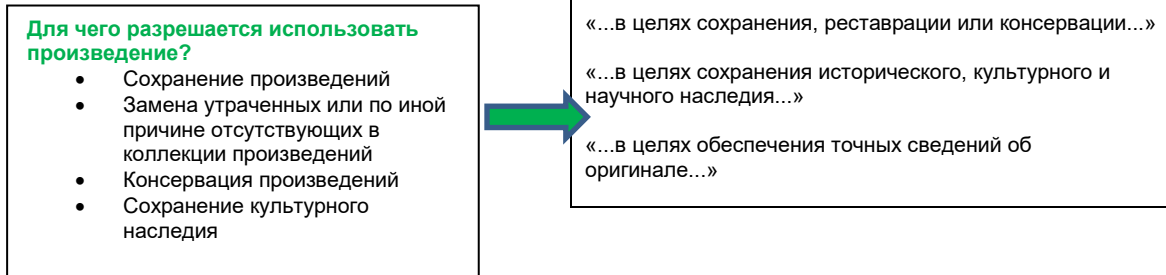 Для чего разрешается использовать
произведение?
• Сохранение произведений
• Замена утраченных или по иной
причине отсутствующих в
коллекции произведений
• Консервация произведений
• Сохранение культурного
наследия
«...в целях сохранения, реставрации или консервации...»
«...в целях сохранения исторического, культурного и
научного наследия...»
«...в целях обеспечения точных сведений об
оригинале...»